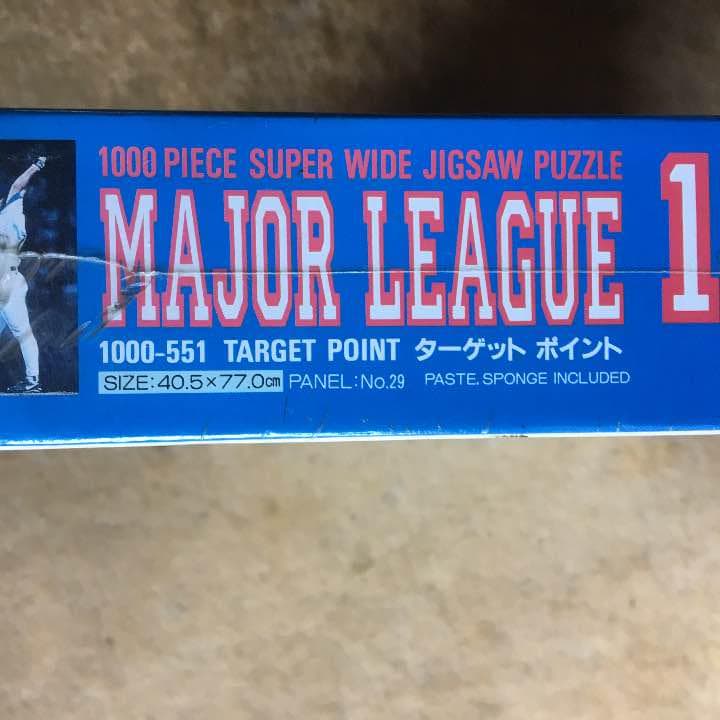 1000 PIECE SUPER WIDE JIGSAW PUZZLE
MAJOR LEAGUE 1
1000-551 TARGET POINT ターゲット ポイント
SIZE:40.5×77.0cm PANEL:No.29 PASTE.SPONGE INCLUDED